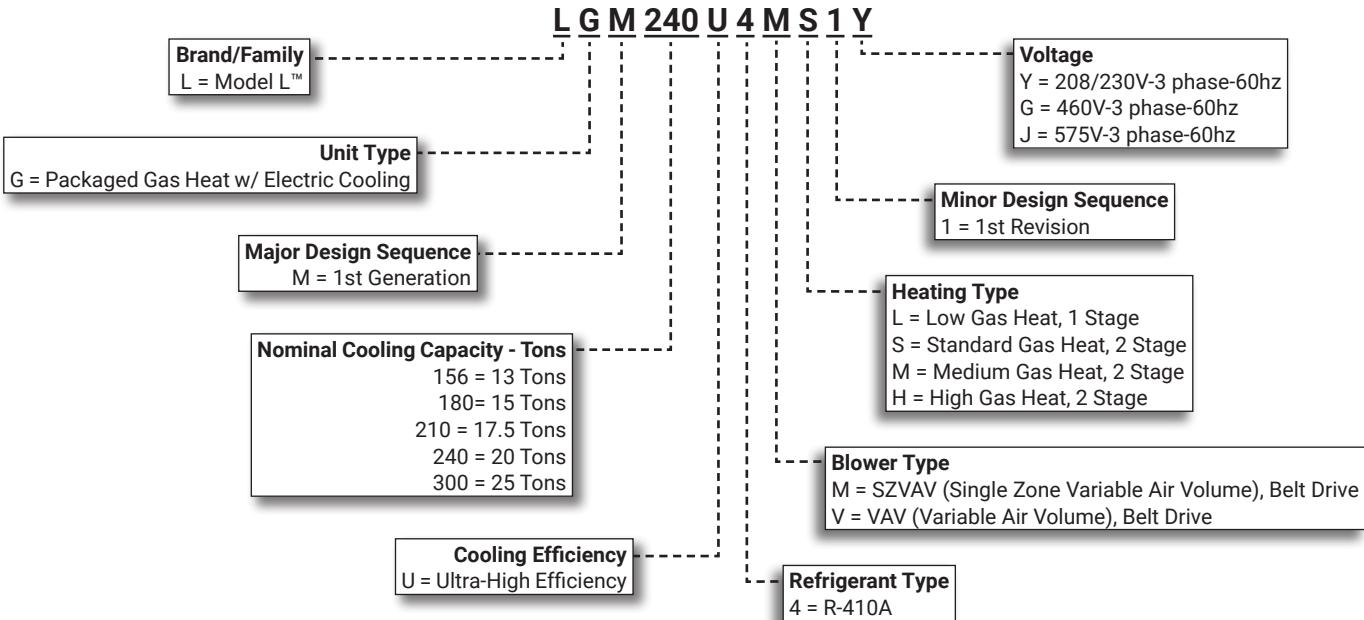 L G M 240 U 4 M S 1 Y
Brand/Family
L = Model L™
Unit Type
G = Packaged Gas Heat w/ Electric Cooling
Major Design Sequence
M = 1st Generation
Nominal Cooling Capacity - Tons
156 = 13 Tons
180= 15 Tons
210 = 17.5 Tons
240 = 20 Tons
300 = 25 Tons
Cooling Efficiency
U = Ultra-High Efficiency
Voltage
Y = 208/230V-3 phase-60hz
G = 460V-3 phase-60hz
J = 575V-3 phase-60hz
Minor Design Sequence
1 = 1st Revision
Heating Type
L = Low Gas Heat, 1 Stage
S = Standard Gas Heat, 2 Stage
M = Medium Gas Heat, 2 Stage
H = High Gas Heat, 2 Stage
Blower Type
M = SZVAV (Single Zone Variable Air Volume), Belt Drive
V = VAV (Variable Air Volume), Belt Drive
Refrigerant Type
4 = R-410A